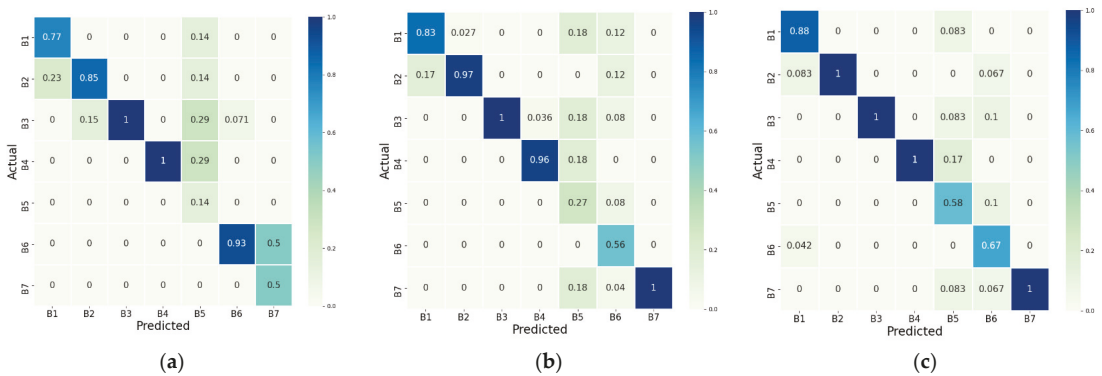 B1 0.77 0 0 0 0.14 0 0
B2 0.23 0.85 0 0 0.14 0 0
B3 0 0.15 1 0 0.29 0.071 0
B4 0 0 0 1 0.29 0 0
B5 0 0 0 0 0.14 0 0
B6 0 0 0 0 0 0.93 0.5
B7 0 0 0 0 0 0 0.5
B1 B2 B3 B4 B5 B6 B7
Actual
Predicted
1.0
0.8
0.6
0.4
0.2
0.0
(a)
B1 0.83 0.027 0 0 0.18 0.12 0
B2 0.17 0.97 0 0 0 0.12 0
B3 0 0 1 0.036 0.18 0.08 0
B4 0 0 0 0.96 0.18 0 0
B5 0 0 0 0 0.27 0.08 0
B6 0 0 0 0 0 0.56 0
B7 0 0 0 0 0.18 0.04 1
B1 B2 B3 B4 B5 B6 B7
Actual
Predicted
1.0
0.8
0.6
0.4
0.2
0.0
(b)
B1 0.88 0 0 0 0.083 0 0
B2 0.083 1 0 0 0 0.067 0
B3 0 0 1 0 0.083 0.1 0
B4 0 0 0 1 0.17 0 0
B5 0 0 0 0 0.58 0.1 0
B6 0.042 0 0 0 0 0.67 0
B7 0 0 0 0 0.083 0.067 1
B1 B2 B3 B4 B5 B6 B7
Actual
Predicted
1.0
0.8
0.6
0.4
0.2
0.0
(c)